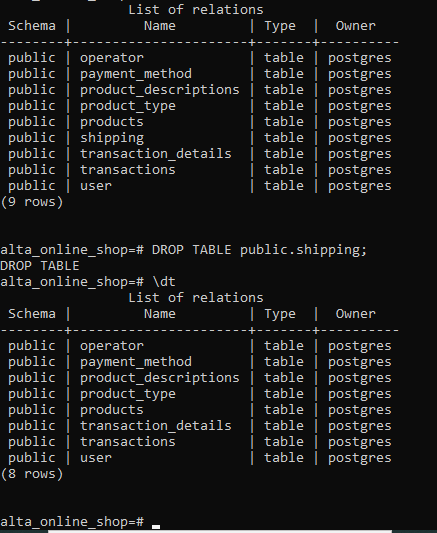 List of relations
 Schema |         Name         | Type  |  Owner
--------+----------------------+-------+----------
 public | operator             | table | postgres
 public | payment_method       | table | postgres
 public | product_descriptions | table | postgres
 public | product_type         | table | postgres
 public | products             | table | postgres
 public | shipping             | table | postgres
 public | transaction_details  | table | postgres
 public | transactions         | table | postgres
 public | user                 | table | postgres
(9 rows)
alta_online_shop=# DROP TABLE public.shipping;
DROP TABLE
alta_online_shop=# \dt
List of relations
 Schema |         Name         | Type  |  Owner
--------+----------------------+-------+----------
 public | operator             | table | postgres
 public | payment_method       | table | postgres
 public | product_descriptions | table | postgres
 public | product_type         | table | postgres
 public | products             | table | postgres
 public | transaction_details  | table | postgres
 public | transactions         | table | postgres
 public | user                 | table | postgres
(8 rows)
alta_online_shop=#